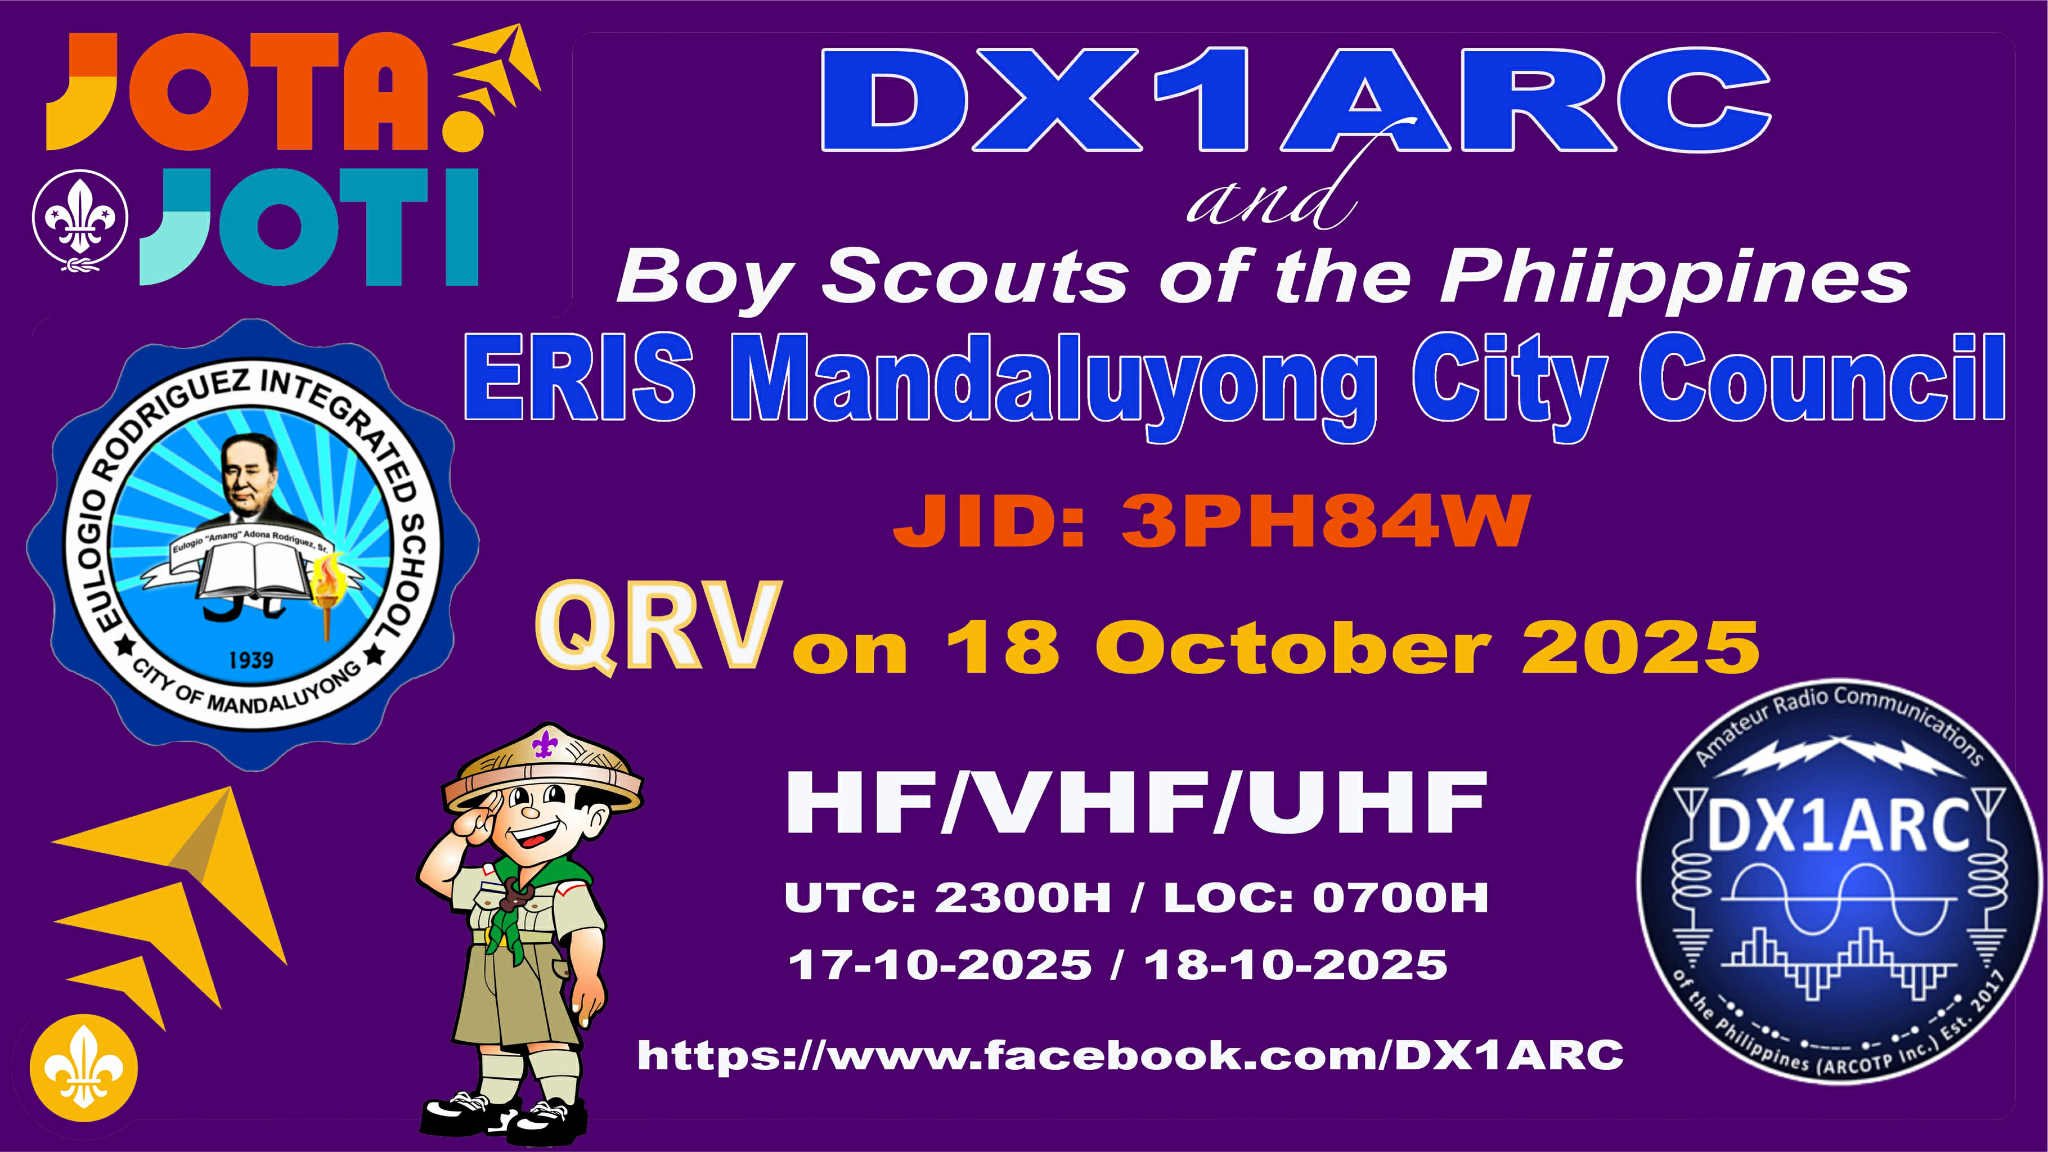 JOTA
JOTI
DX1ARC
and
Boy Scouts of the Phiippines
ERIS Mandaluyong City Council
JID: 3PH84W
QRV on 18 October 2025
HF/VHF/UHF
UTC: 2300H / LOC: 0700H
17-10-2025 / 18-10-2025
https://www.facebook.com/DX1ARC
EULOGIO RODRIGUEZ INTEGRATED SCHOOL
Eulogio "Amang" Adona Rodriguez, Sr.
1939
CITY OF MANDALUYONG
Amateur Radio Communications
DX1ARC
of the Philippines (ARCOTP Inc.) Est. 2017